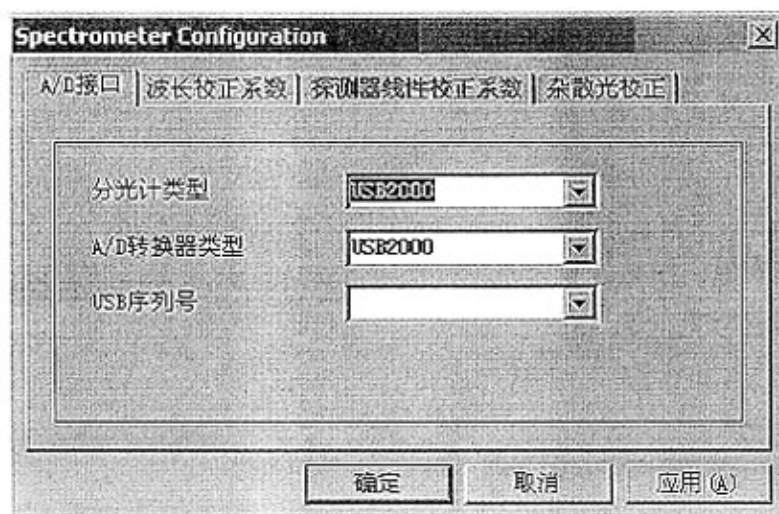 Spectrometer Configuration
A/D接口 波长校正系数 探测器线性校正系数 杂散光校正
分光计类型 USB2000
A/D转换器类型 USB2000
USB序列号
确定 取消 应用(A)